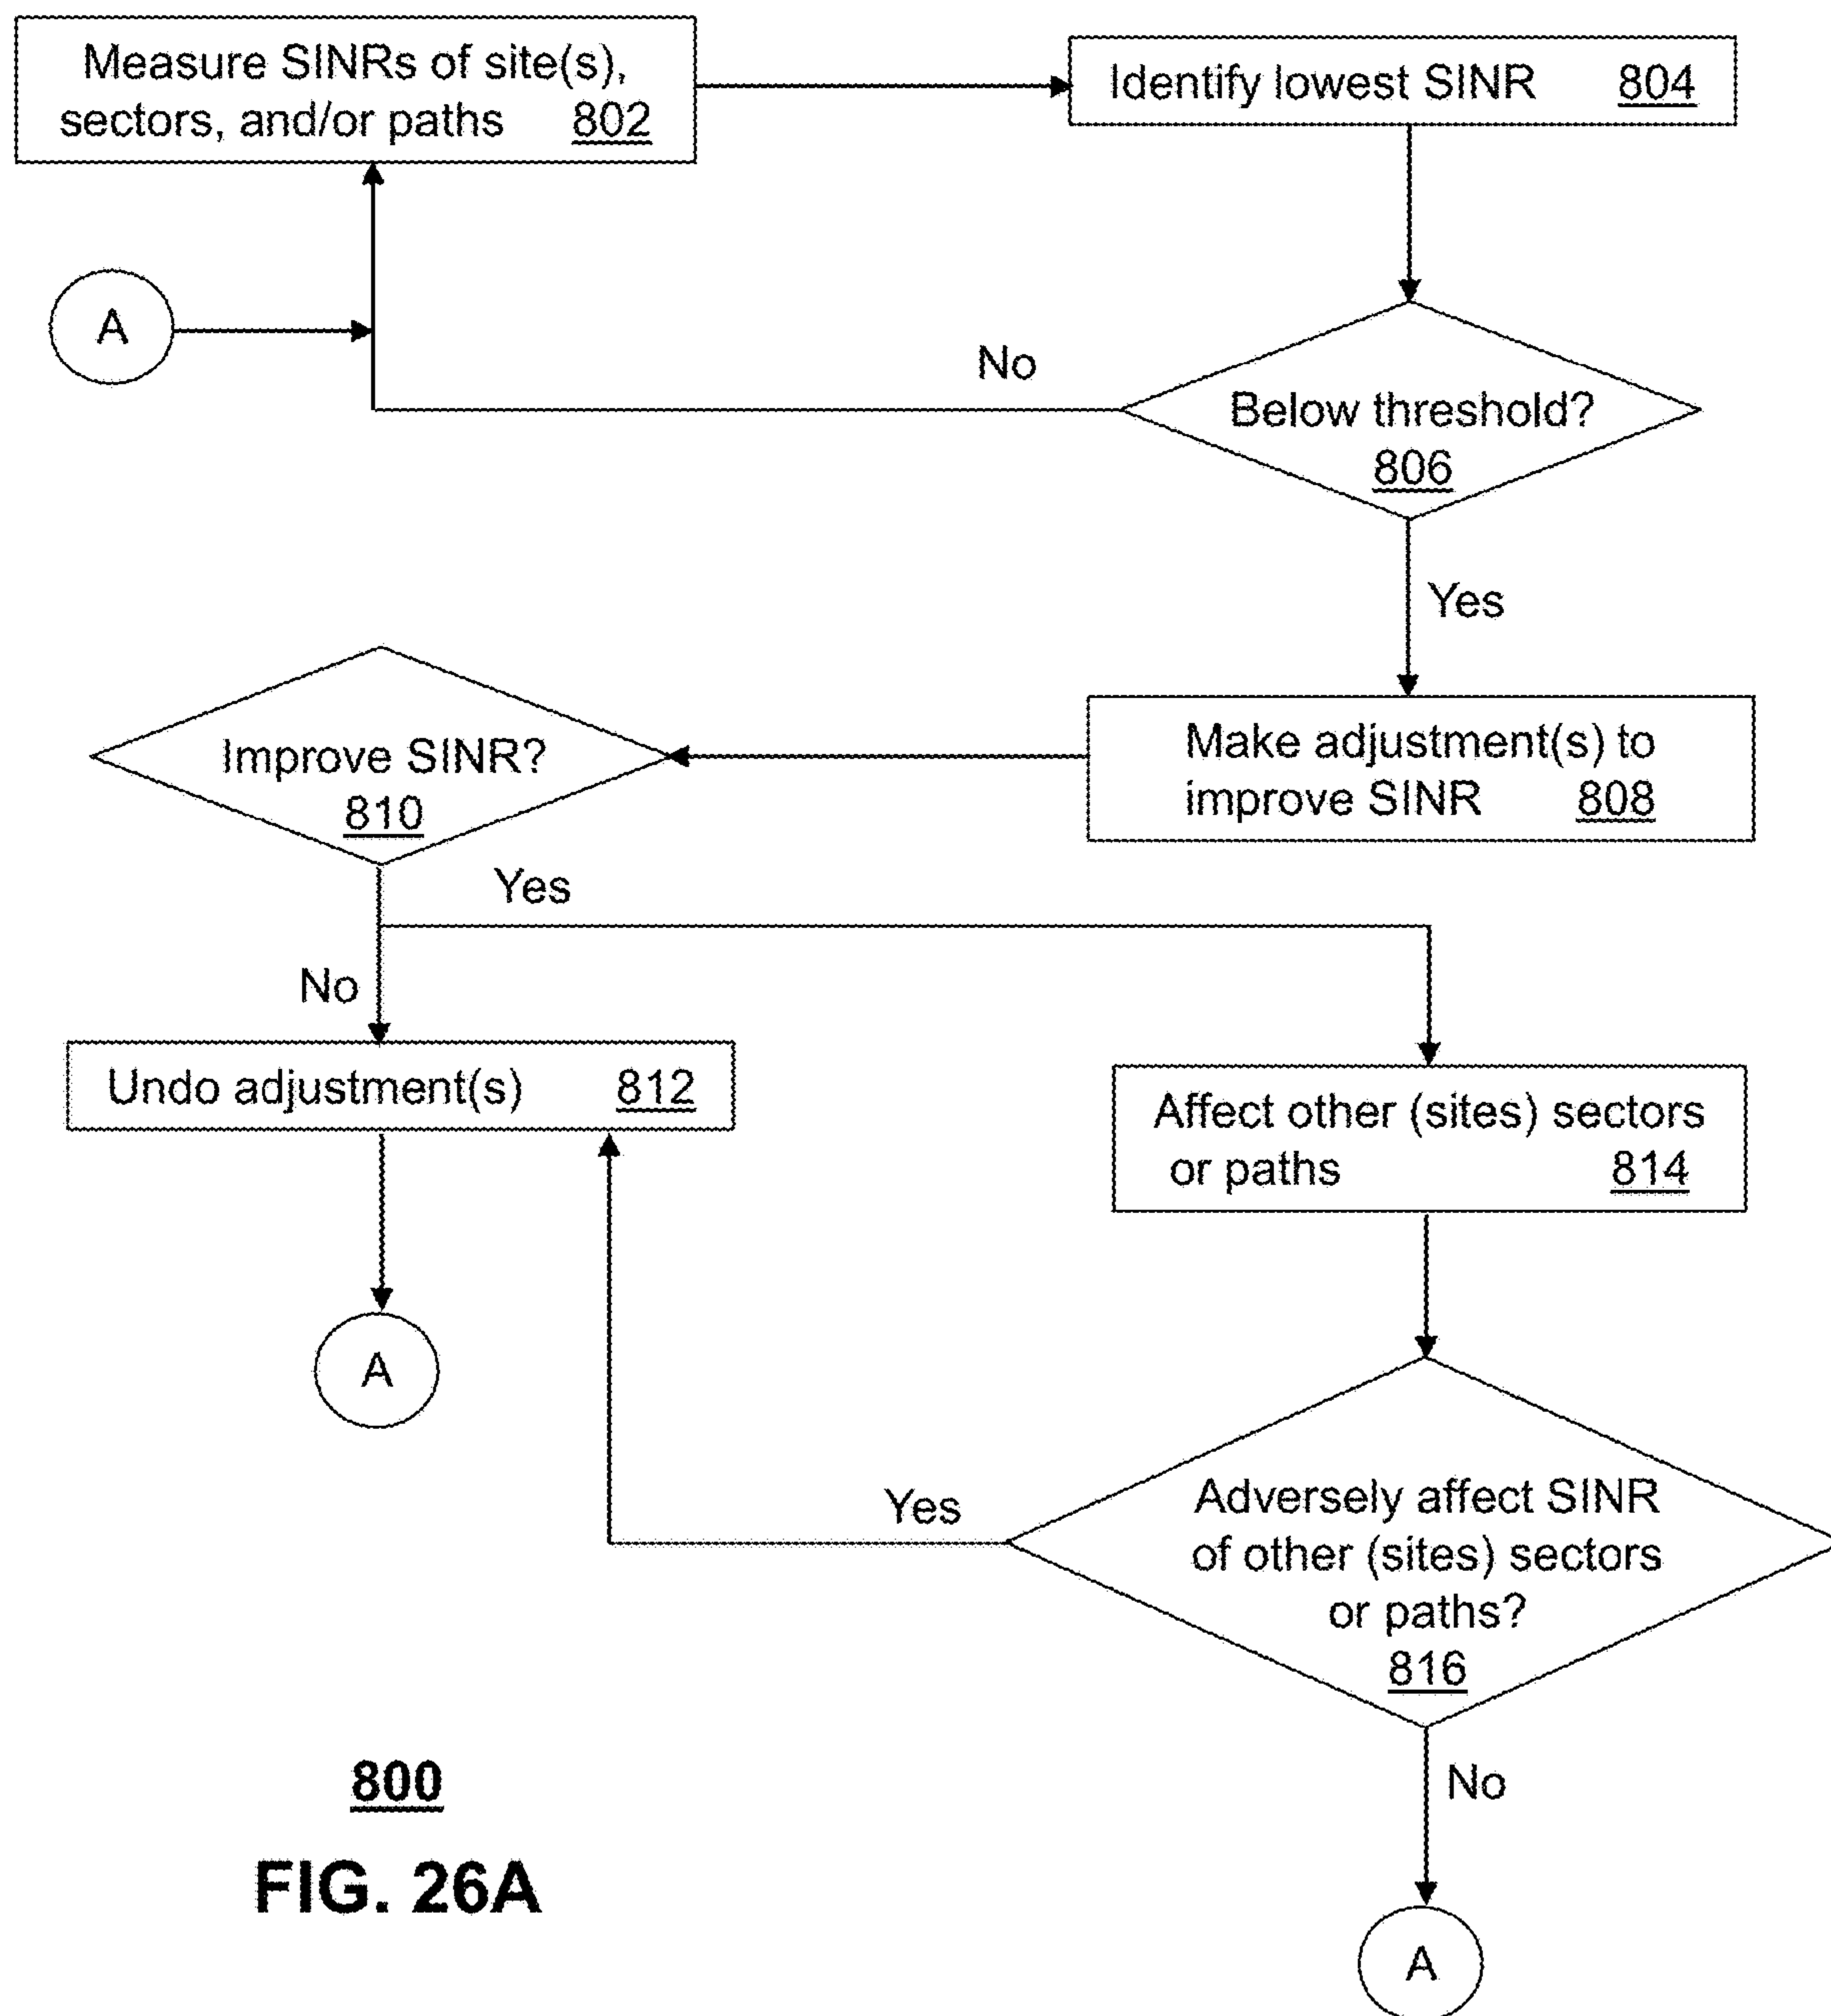 Measure SINRs of site(s),
sectors, and/or paths 802
Identify lowest SINR 804
A
No
Below threshold?
806
Yes
Improve SINR?
810
Make adjustment(s) to
improve SINR 808
Yes
No
Undo adjustment(s) 812
Affect other (sites) sectors
or paths 814
A
Yes
Adversely affect SINR
of other (sites) sectors
or paths?
816
No
800
FIG. 26A
A